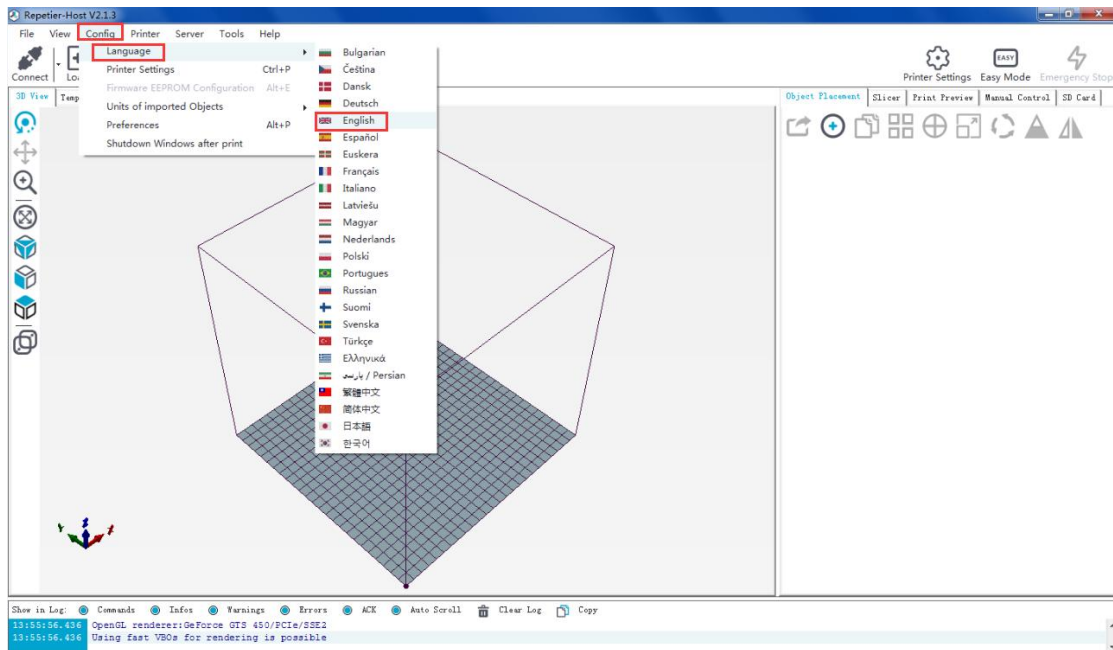 Repetier-Host V2.1.3
File View Config Printer Server Tools Help
Connect
Printer Settings Easy Mode Emergency Stop
EASY
Language
Printer Settings Ctrl+P
Firmware EEPROM Configuration Alt+E
Units of imported Objects
Preferences Alt+P
Shutdown Windows after print
Bulgarian
Čeština
Dansk
Deutsch
English
Español
Euskera
Français
Italiano
Latviešu
Magyar
Nederlands
Polski
Portugues
Russian
Suomi
Svenska
Türkçe
Ελληνικά
پارسی / Persian
繁體中文
简体中文
日本語
한국어
3D View Temp
Object Placement Slicer Print Preview Manual Control SD Card
Show in Log: Commands Infos Warnings Errors ACK Auto Scroll Clear Log Copy
13:55:56.436 OpenGL renderer:GeForce GTS 450/PCIe/SSE2
13:55:56.436 Using fast VBOs for rendering is possible